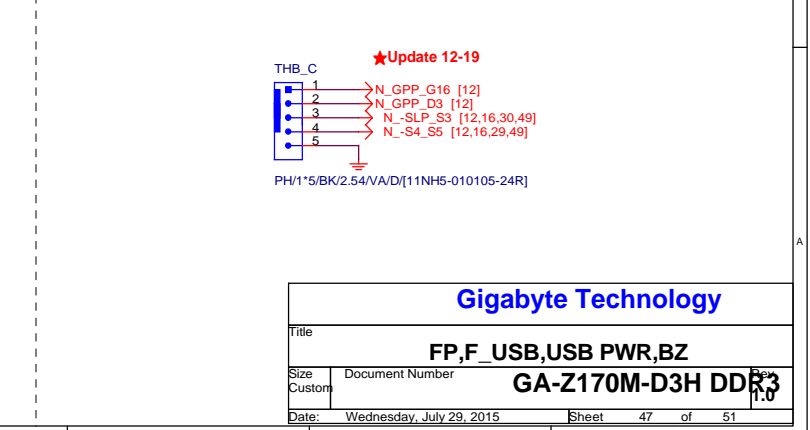 ★Update 12-19
THB_C
1 N_GPP_G16 [12]
2 N_GPP_D3 [12]
3 N_-SLP_S3 [12,16,30,49]
4 N_-S4_S5 [12,16,29,49]
5
PH/1*5/BK/2.54/VA/D/[11NH5-010105-24R]
A
Gigabyte Technology
Title
FP,F_USB,USB PWR,BZ
Size Document Number Rev
Custom GA-Z170M-D3H DDR3 1.0
Date: Wednesday, July 29, 2015 Sheet 47 of 51